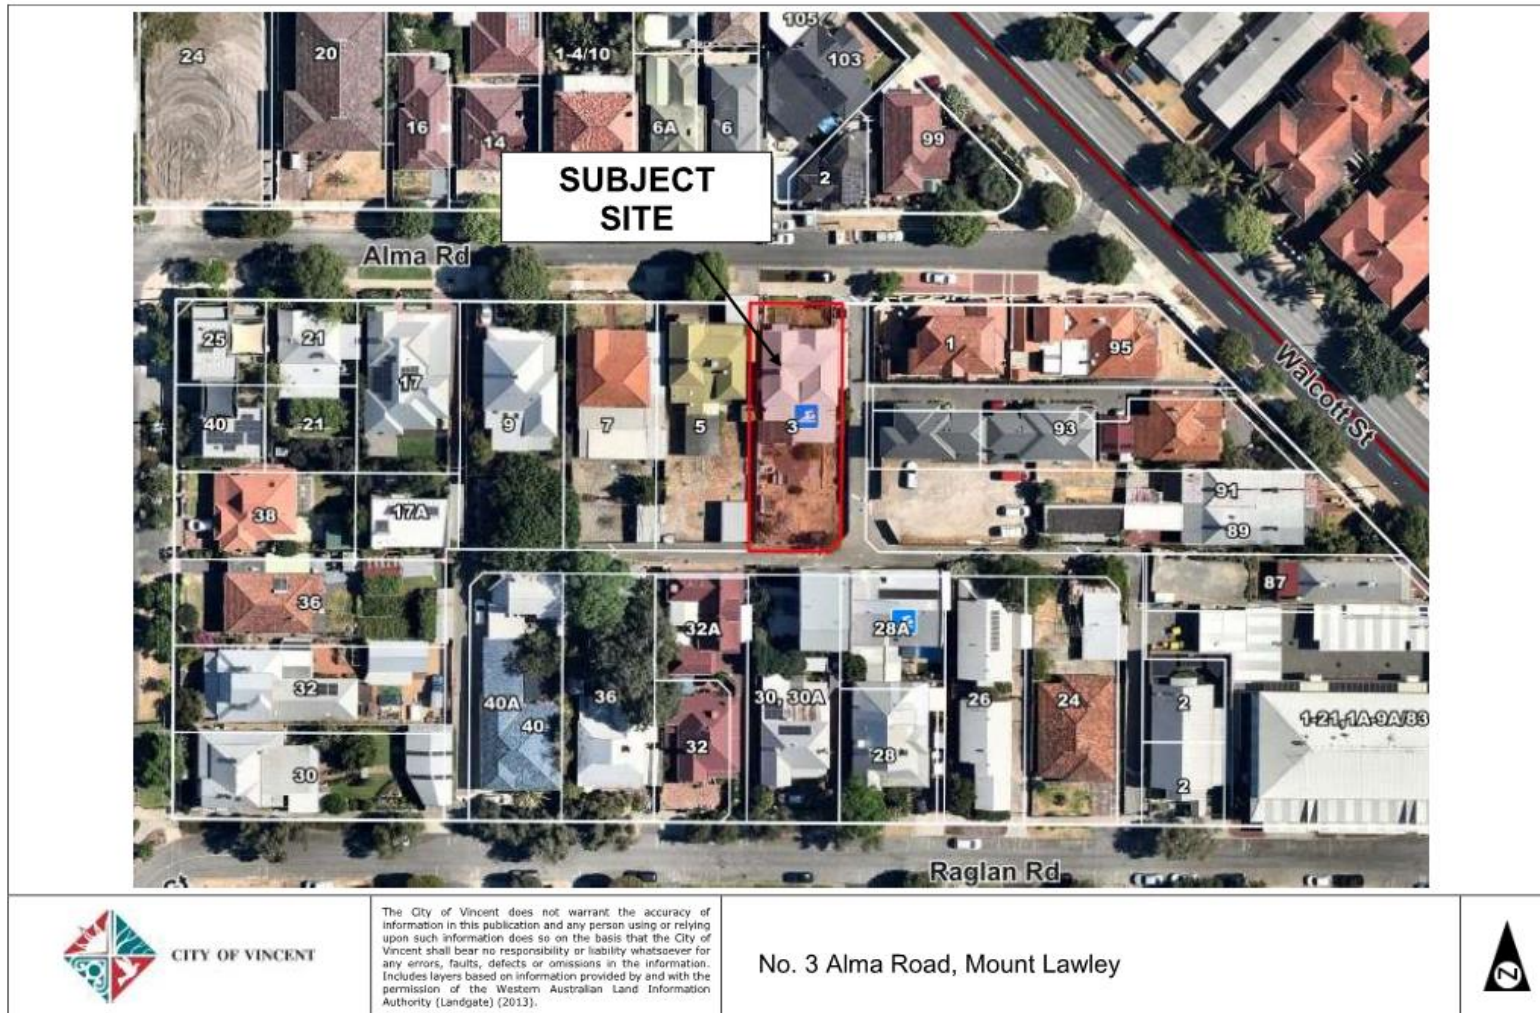 24
20
1-4/10
105
103
16
14
6A
6
2
99
SUBJECT
SITE
Alma Rd
25
21
17
9
7
5
3
1
95
Walcott St
40
21
93
38
17A
91
89
36
87
32A
28A
32
40A
40
36
30, 30A
26
24
2
1-21,1A-9A/83
30
32
28
2
Raglan Rd
CITY OF VINCENT
The City of Vincent does not warrant the accuracy of
information in this publication and any person using or relying
upon such information does so on the basis that the City of
Vincent shall bear no responsibility or liability whatsoever for
any errors, faults, defects or omissions in the information.
Includes layers based on information provided by and with the
permission of the Western Australian Land Information
Authority (Landgate) (2013).
No. 3 Alma Road, Mount Lawley
N